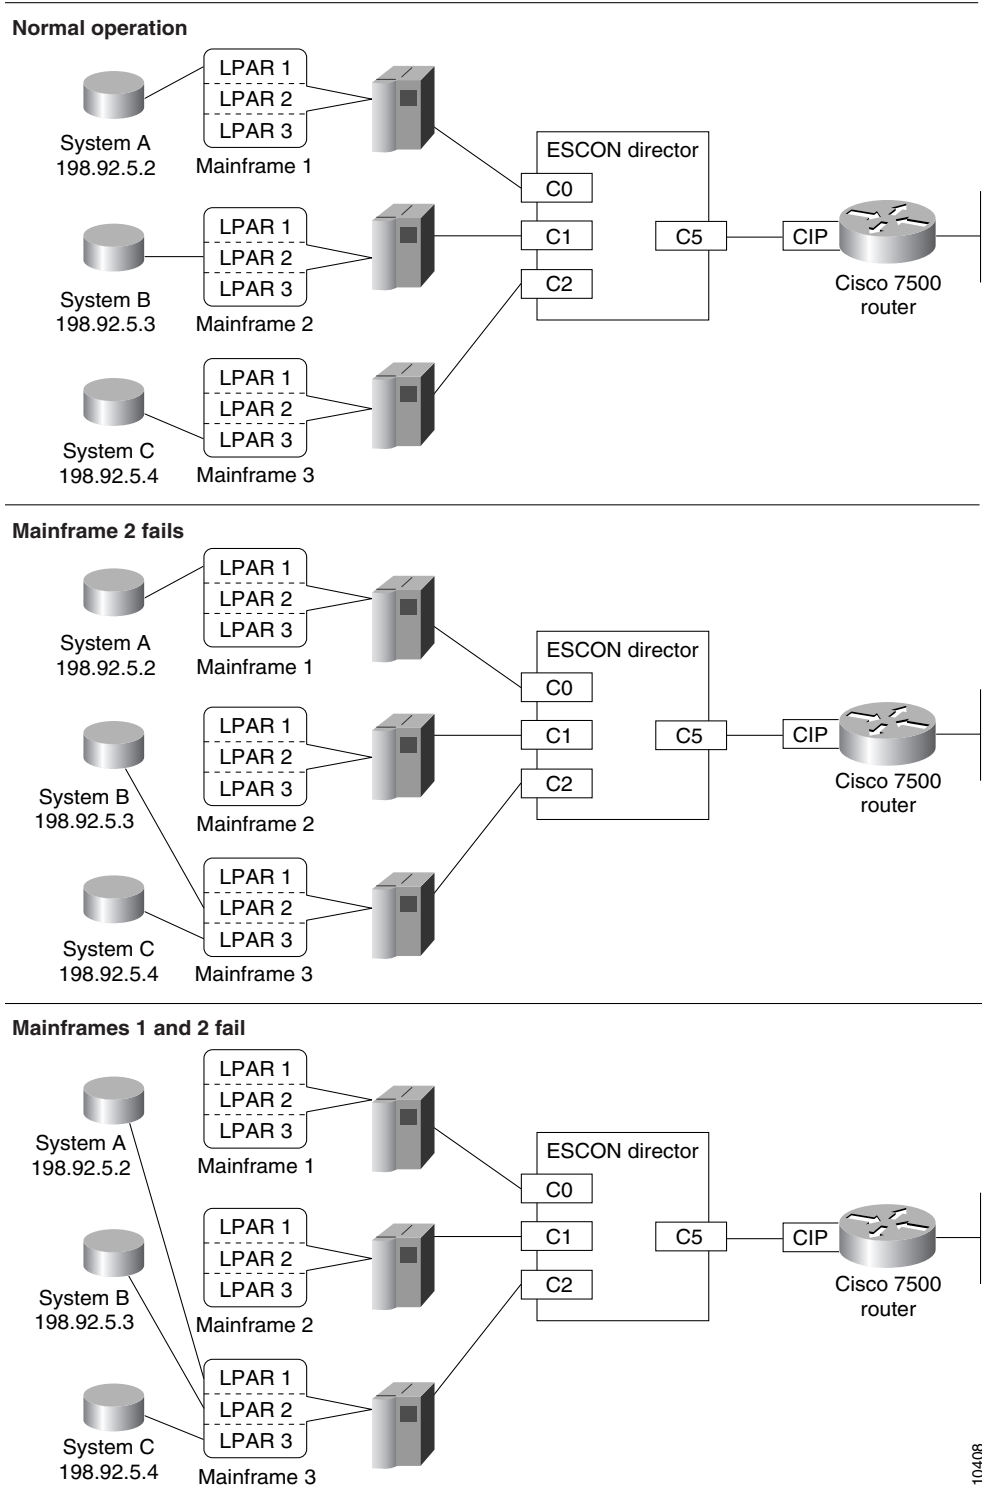 Normal operation
LPAR 1
LPAR 2
LPAR 3
System A
198.92.5.2
Mainframe 1
ESCON director
C0
LPAR 1
LPAR 2
LPAR 3
C1
C5
CIP
C2
System B
198.92.5.3
Mainframe 2
Cisco 7500
router
LPAR 1
LPAR 2
LPAR 3
System C
198.92.5.4
Mainframe 3
Mainframe 2 fails
LPAR 1
LPAR 2
LPAR 3
System A
198.92.5.2
Mainframe 1
ESCON director
C0
LPAR 1
LPAR 2
LPAR 3
C1
C5
CIP
C2
System B
198.92.5.3
Mainframe 2
Cisco 7500
router
LPAR 1
LPAR 2
LPAR 3
System C
198.92.5.4
Mainframe 3
Mainframes 1 and 2 fail
LPAR 1
LPAR 2
LPAR 3
System A
198.92.5.2
Mainframe 1
ESCON director
C0
LPAR 1
LPAR 2
LPAR 3
C1
C5
CIP
C2
System B
198.92.5.3
Mainframe 2
Cisco 7500
router
LPAR 1
LPAR 2
LPAR 3
System C
198.92.5.4
Mainframe 3
10408